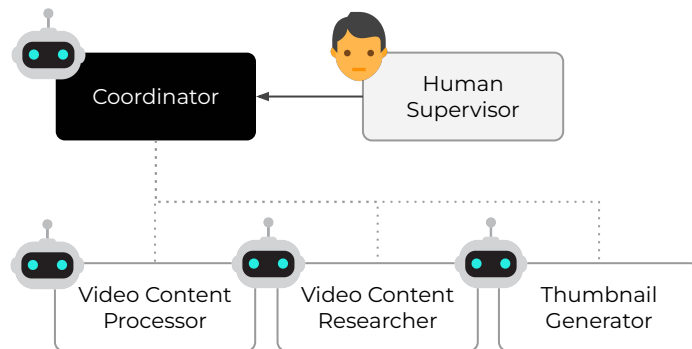 Coordinator
Human
Supervisor
Video Content
Processor
Video Content
Researcher
Thumbnail
Generator